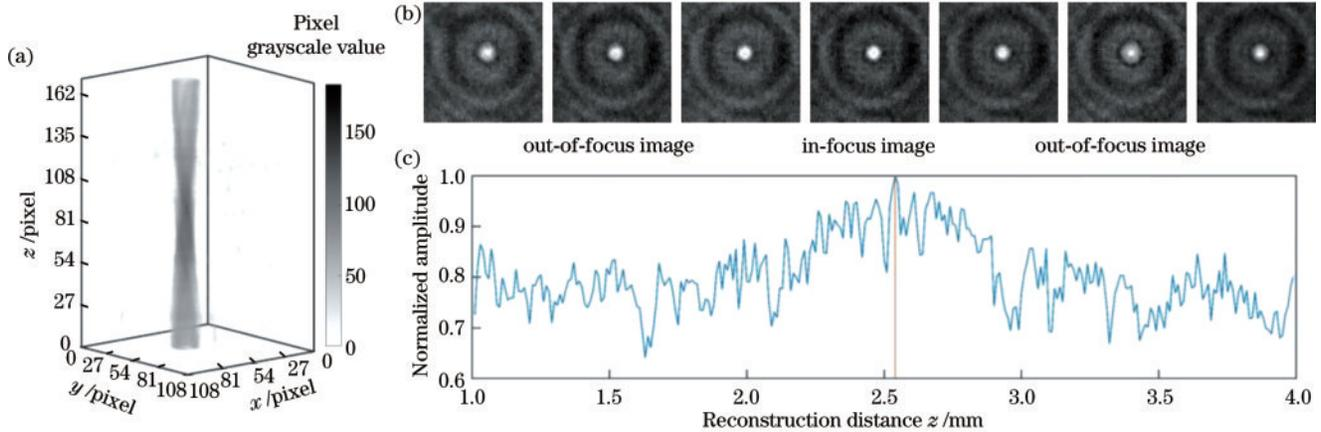 (a)
Pixel
grayscale value
162
135
108
81
54
27
0
z /pixel
0 27 54 81 108
y /pixel
108 81 54 27 0
x /pixel
150
100
50
0
(b)
out-of-focus image
in-focus image
out-of-focus image
(c)
Normalized amplitude
1.0
0.9
0.8
0.7
0.6
1.0 1.5 2.0 2.5 3.0 3.5 4.0
Reconstruction distance z /mm